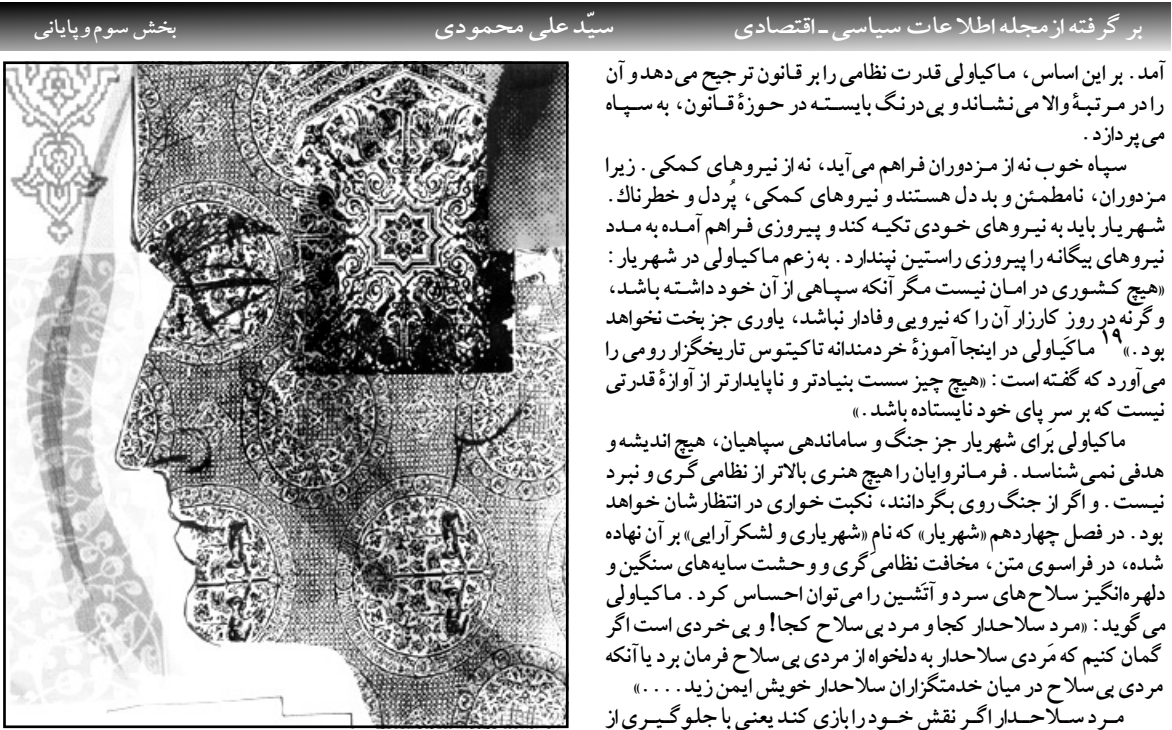 بر گرفته از مجله اطلاعات سیاسی ـ اقتصادی
سیّد علی محمودی
بخش سوم و پایانی
آمد. بر این اساس، ماکیاولی قدرت نظامی را بر قانون ترجیح می‌دهد و آن
را در مرتبهٔ والا می‌نشاند و بی‌درنگ بایسته در حوزهٔ قانون، به سپاه
می‌پردازد.
سپاه خوب نه از مزدوران فراهم می‌آید، نه از نیروهای کمکی. زیرا
مزدوران، نامطمئن و بد دل هستند و نیروهای کمکی، پُردل و خطرناك.
شهریار باید به نیروهای خودی تکیه کند و پیروزی فراهم آمده به مدد
نیروهای بیگانه را پیروزی راستین نپندارد. به زعم ماکیاولی در شهریار:
«هیچ کشوری در امان نیست مگر آنکه سپاهی از آن خود داشته باشد،
و گرنه در روز کارزار آن را که نیرویی وفادار نباشد، یاوری جز بخت نخواهد
بود.»۱۹ ماکیاولی در اینجا آموزهٔ خردمندانه تاکیتوس تاریخگزار رومی را
می‌آورد که گفته است: «هیچ چیز سست بنیادتر و ناپایدارتر از آوازهٔ قدرتی
نیست که بر سرِ پای خود نایستاده باشد.»
ماکیاولی برای شهریار جز جنگ و ساماندهی سپاهیان، هیچ اندیشه و
هدفی نمی‌شناسد. فرمانروایان را هیچ هنری بالاتر از نظامی گری و نبرد
نیست. و اگر از جنگ روی بگردانند، نکبت خواری در انتظارشان خواهد
بود. در فصل چهاردهم «شهریار» که نامِ «شهریاری و لشکرآرایی» بر آن نهاده
شده، در فراسوی متن، مخافت نظامی گری و وحشت سایه‌های سنگین و
دلهره‌انگیز سلاح‌های سرد و آتشین را می‌توان احساس کرد. ماکیاولی
می‌گوید: «مرد سلاحدار کجا و مرد بی‌سلاح کجا! و بی‌خردی است اگر
گمان کنیم که مَردی سلاحدار به دلخواه از مردی بی‌سلاح فرمان برد یا آنکه
مردی بی‌سلاح در میان خدمتگزاران سلاحدار خویش ایمن زید....»
مرد سلاحدار اگر نقش خود را بازی کند یعنی با جلوگیری از